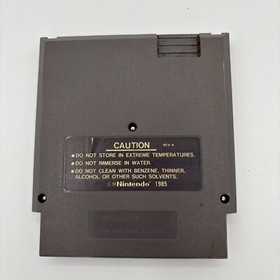 CAUTION
REV-A
•DO NOT STORE IN EXTREME TEMPERATURES.
•DO NOT IMMERSE IN WATER.
•DO NOT CLEAN WITH BENZENE, THINNER,
ALCOHOL OR OTHER SUCH SOLVENTS.
Nintendo 1985